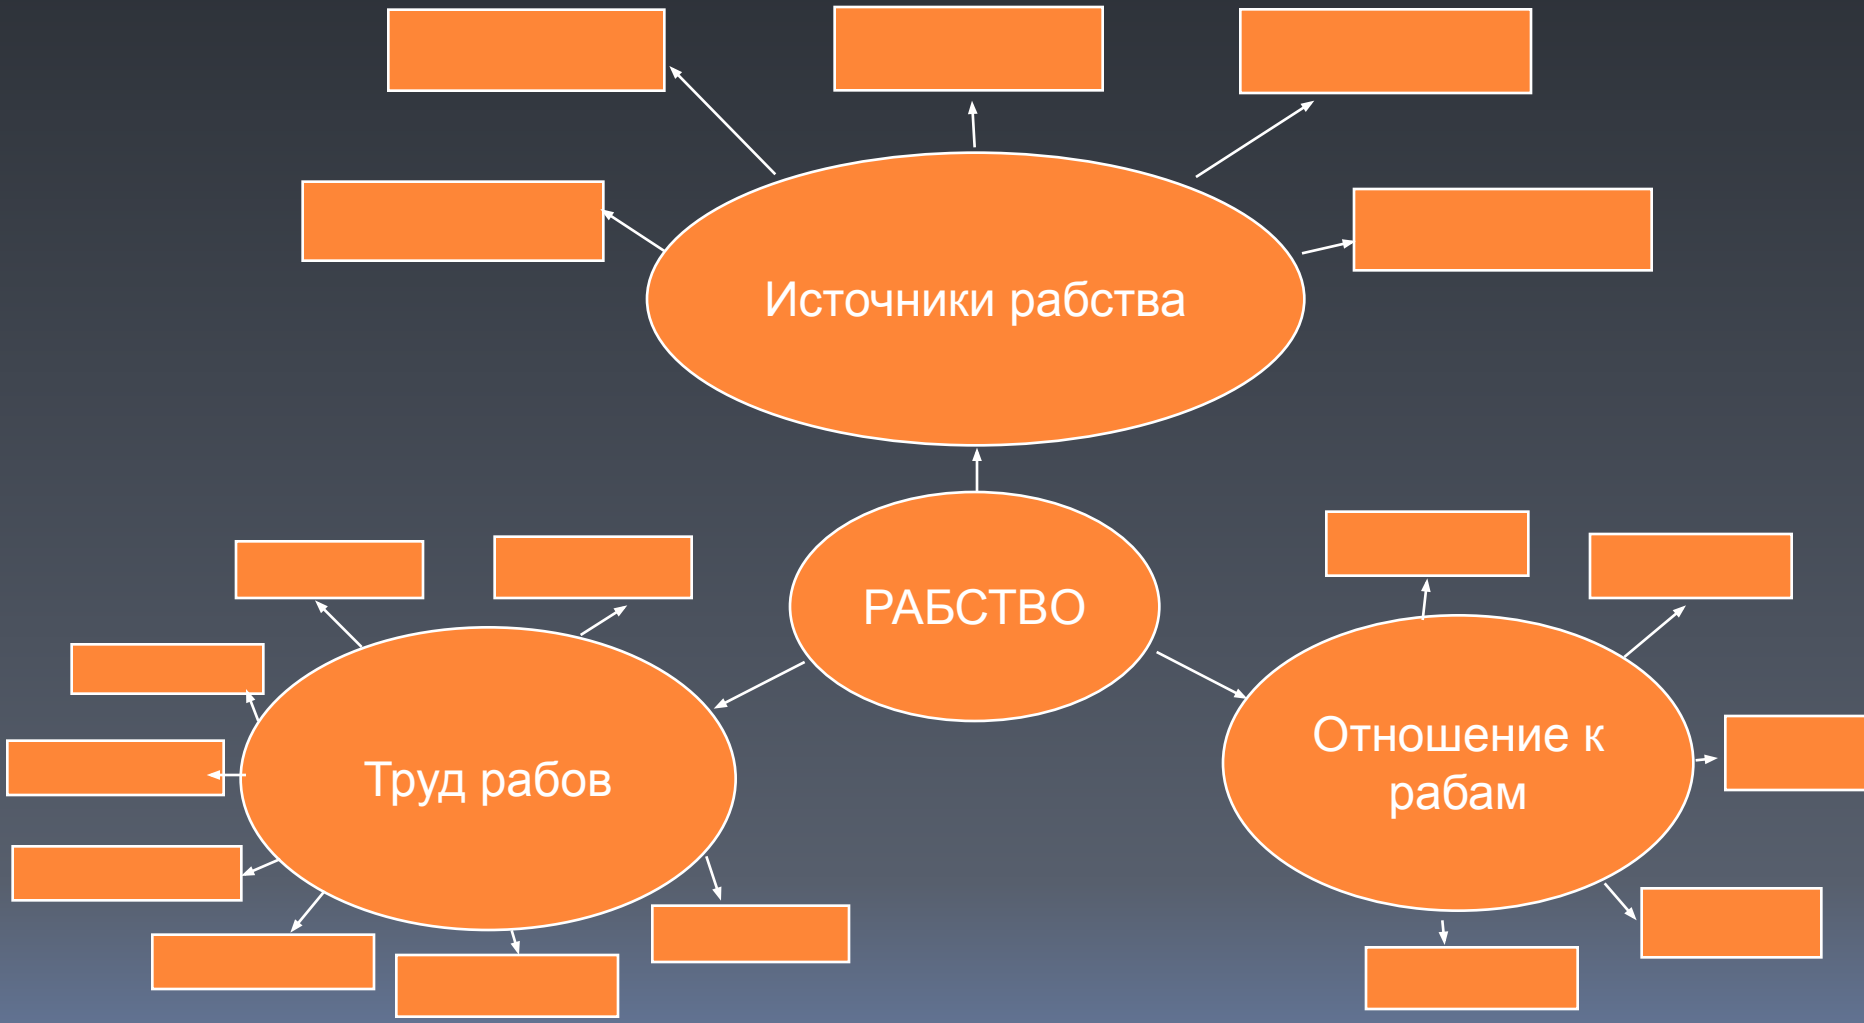 Источники рабства
РАБСТВО
Труд рабов
Отношение к
рабам